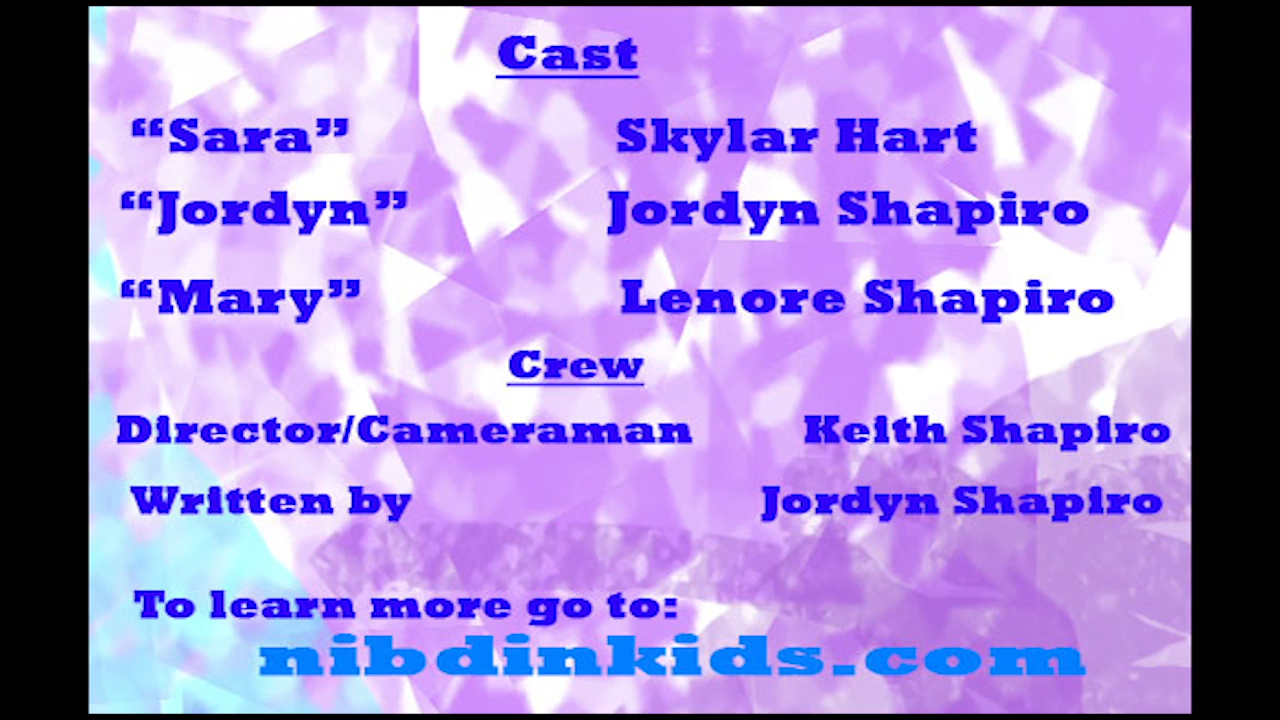 Cast
“Sara” Skylar Hart
“Jordyn” Jordyn Shapiro
“Mary” Lenore Shapiro
Crew
Director/Cameraman Keith Shapiro
Written by Jordyn Shapiro
To learn more go to:
nibdinkids.com